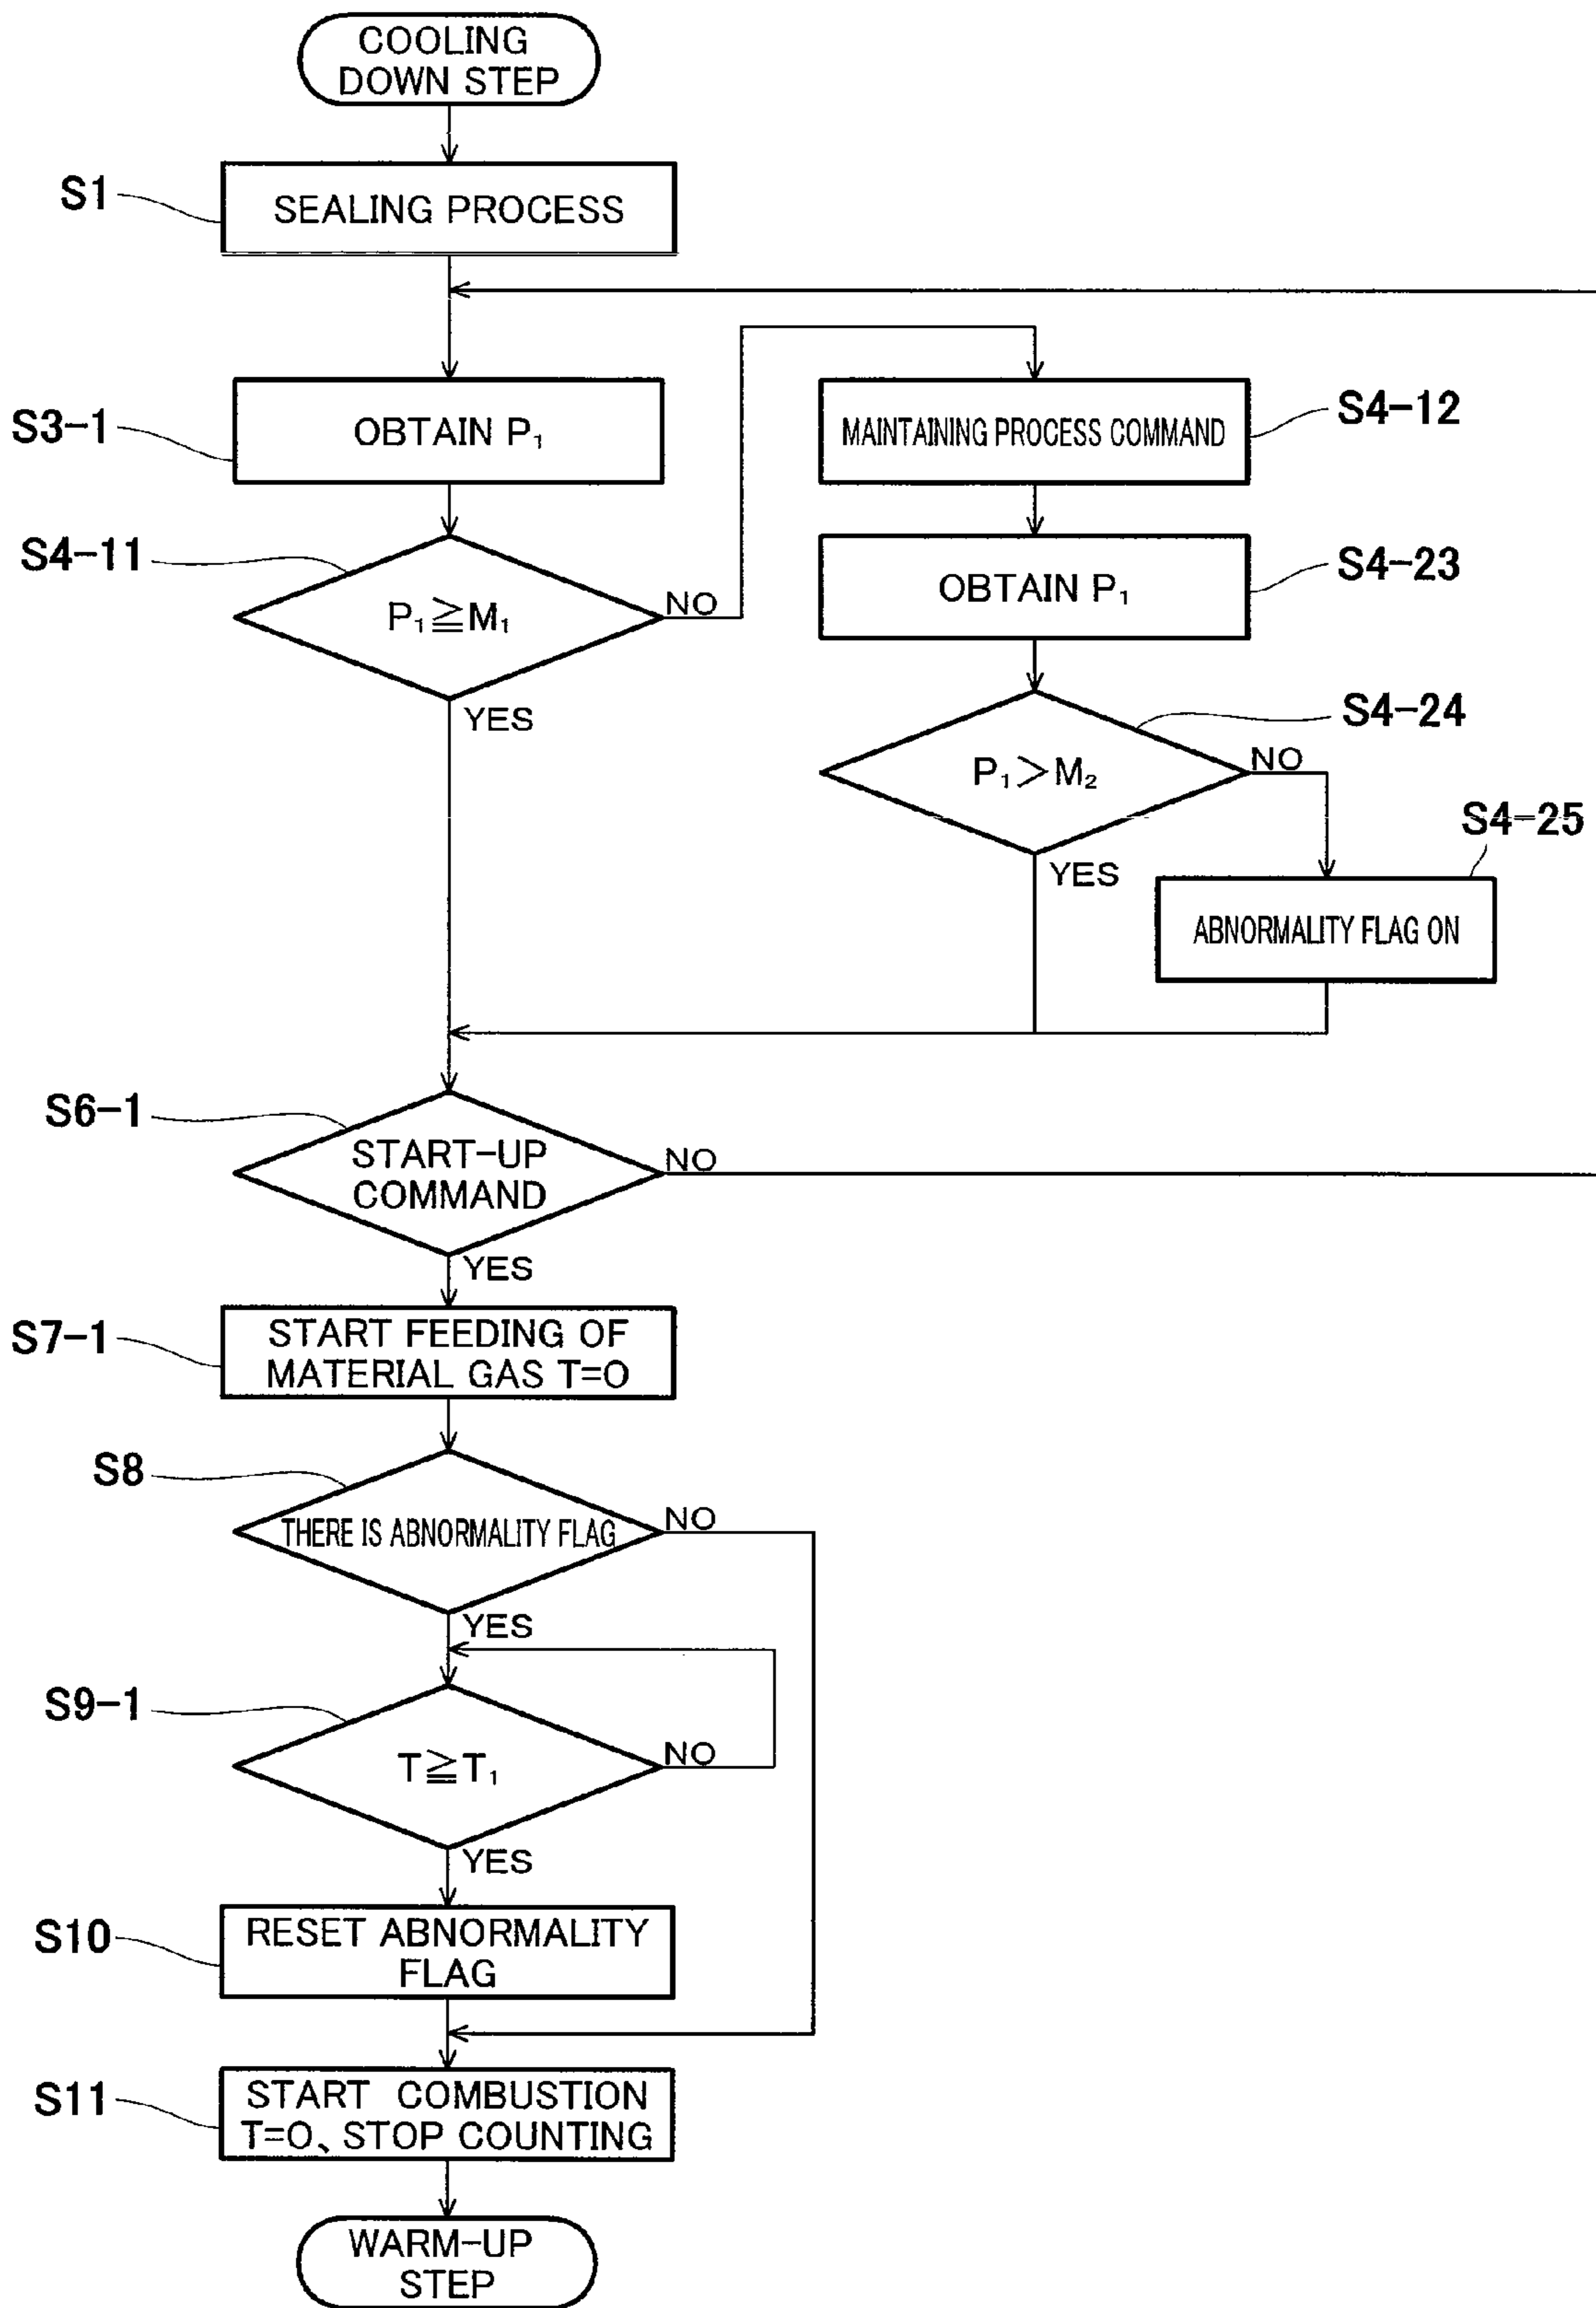 COOLING
DOWN STEP
S1
SEALING PROCESS
S3-1
OBTAIN P₁
MAINTAINING PROCESS COMMAND
S4-12
S4-11
P₁≧M₁
NO
YES
OBTAIN P₁
S4-23
P₁>M₂
S4-24
NO
YES
S4-25
ABNORMALITY FLAG ON
S6-1
START-UP
COMMAND
NO
YES
S7-1
START FEEDING OF
MATERIAL GAS T=0
S8
THERE IS ABNORMALITY FLAG
NO
YES
S9-1
T≧T₁
NO
YES
S10
RESET ABNORMALITY
FLAG
S11
START COMBUSTION
T=0、STOP COUNTING
WARM-UP
STEP